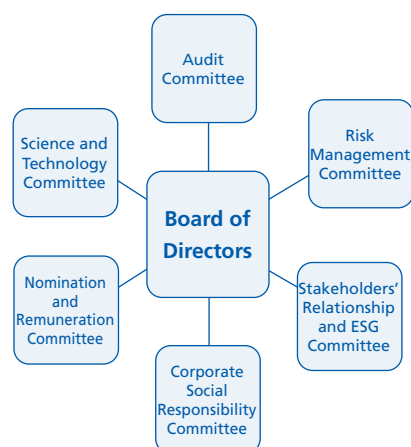 Audit
Committee
Science and
Technology
Committee
Risk
Management
Committee
Board of
Directors
Nomination
and
Remuneration
Committee
Stakeholders’
Relationship
and ESG
Committee
Corporate
Social
Responsibility
Committee